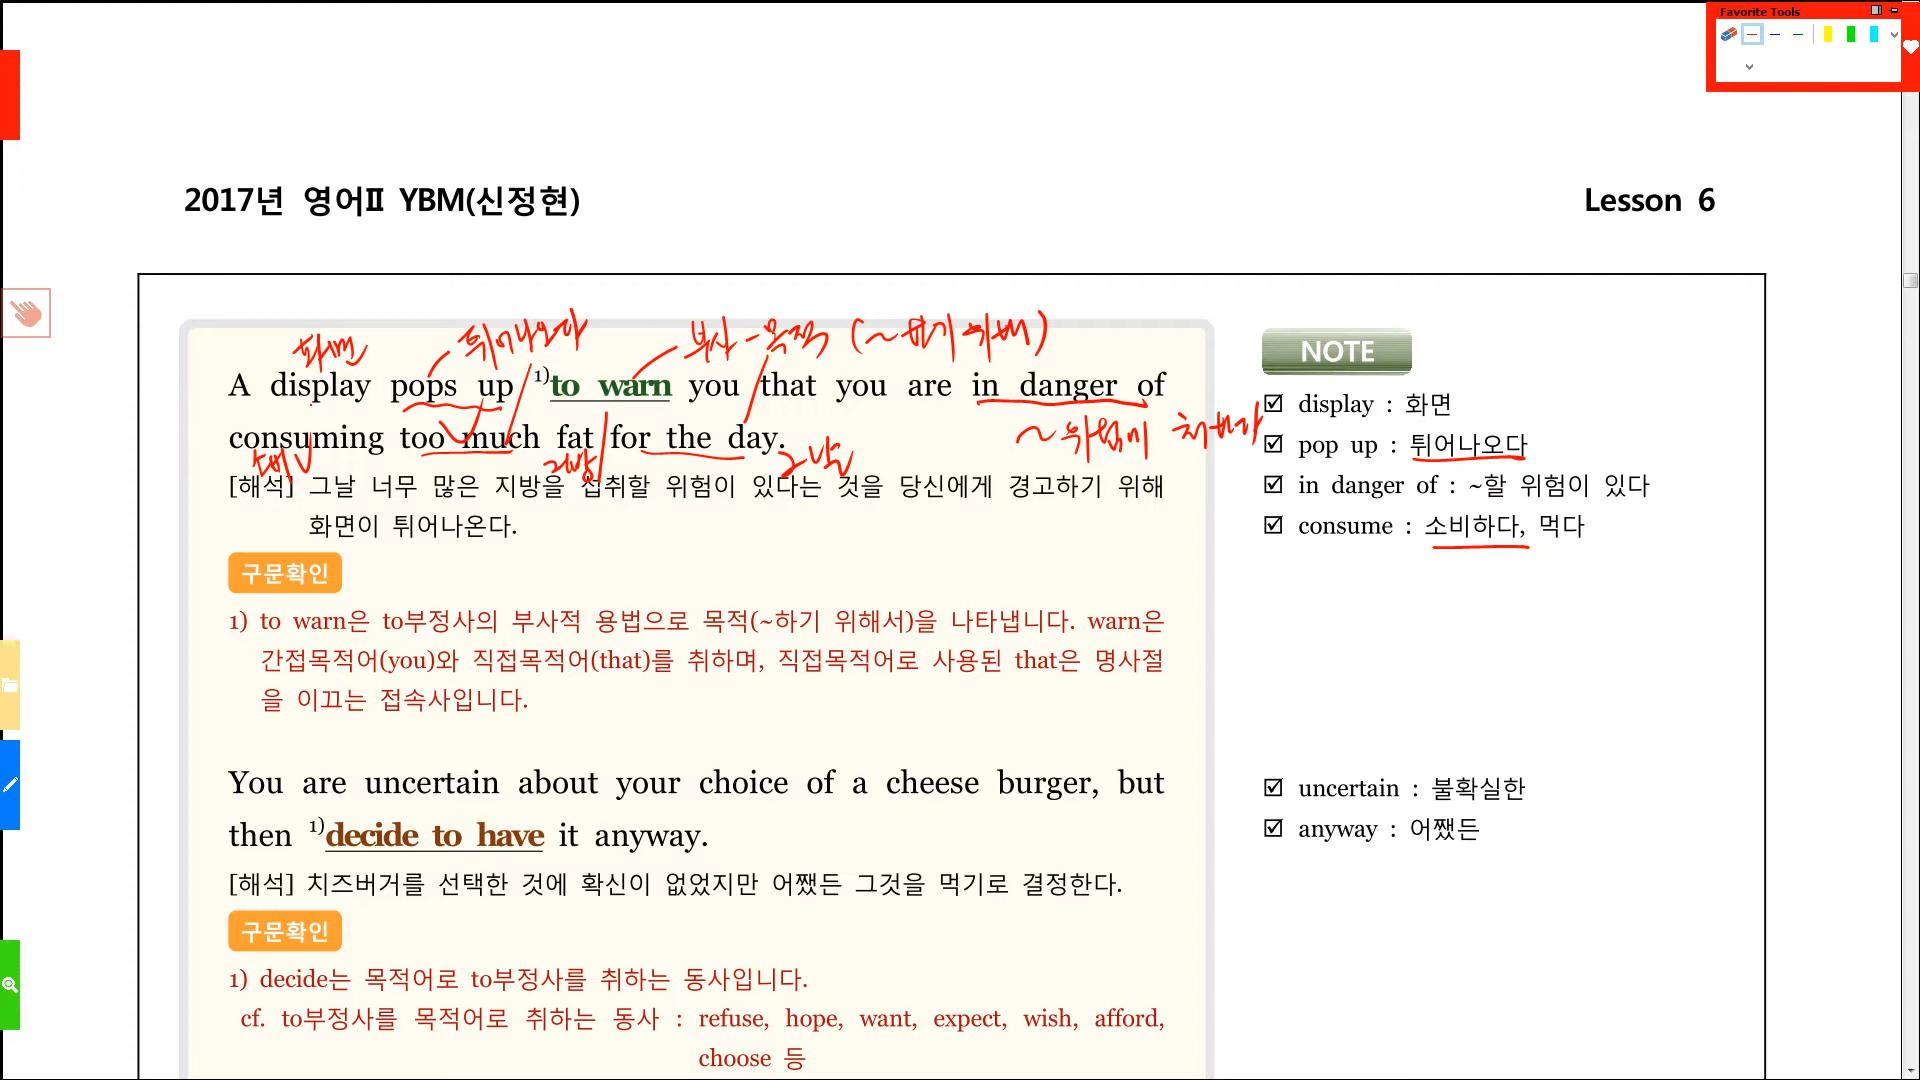 Favorite Tools
2017년 영어Ⅱ YBM(신정현)
Lesson 6
화면
튀어나오다
부사-목적 (~하기 위해)
A display pops up 1)to warn you that you are in danger of
consuming too much fat for the day.
~위험에 처하다
지방
그날
[해석] 그날 너무 많은 지방을 섭취할 위험이 있다는 것을 당신에게 경고하기 위해
화면이 튀어나온다.
구문확인
1) to warn은 to부정사의 부사적 용법으로 목적(~하기 위해서)을 나타냅니다. warn은
간접목적어(you)와 직접목적어(that)를 취하며, 직접목적어로 사용된 that은 명사절
을 이끄는 접속사입니다.
You are uncertain about your choice of a cheese burger, but
then 1)decide to have it anyway.
[해석] 치즈버거를 선택한 것에 확신이 없었지만 어쨌든 그것을 먹기로 결정한다.
구문확인
1) decide는 목적어로 to부정사를 취하는 동사입니다.
cf. to부정사를 목적어로 취하는 동사 : refuse, hope, want, expect, wish, afford,
choose 등
NOTE
☑ display : 화면
☑ pop up : 튀어나오다
☑ in danger of : ~할 위험이 있다
☑ consume : 소비하다, 먹다
☑ uncertain : 불확실한
☑ anyway : 어쨌든